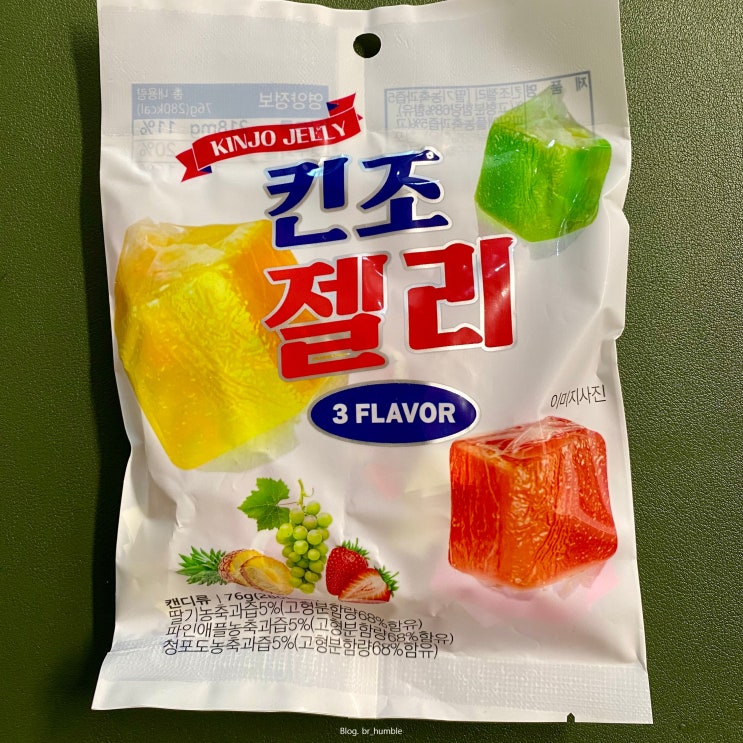 KINJO JELLY
킨조
젤리
3 FLAVOR
이미지사진
캔디류 | 76g
딸기농축과즙5%(고형분함량68%함유)
파인애플농축과즙5%(고형분함량68%함유)
청포도농축과즙5%(고형분함량68%함유)
Blog. br_humble